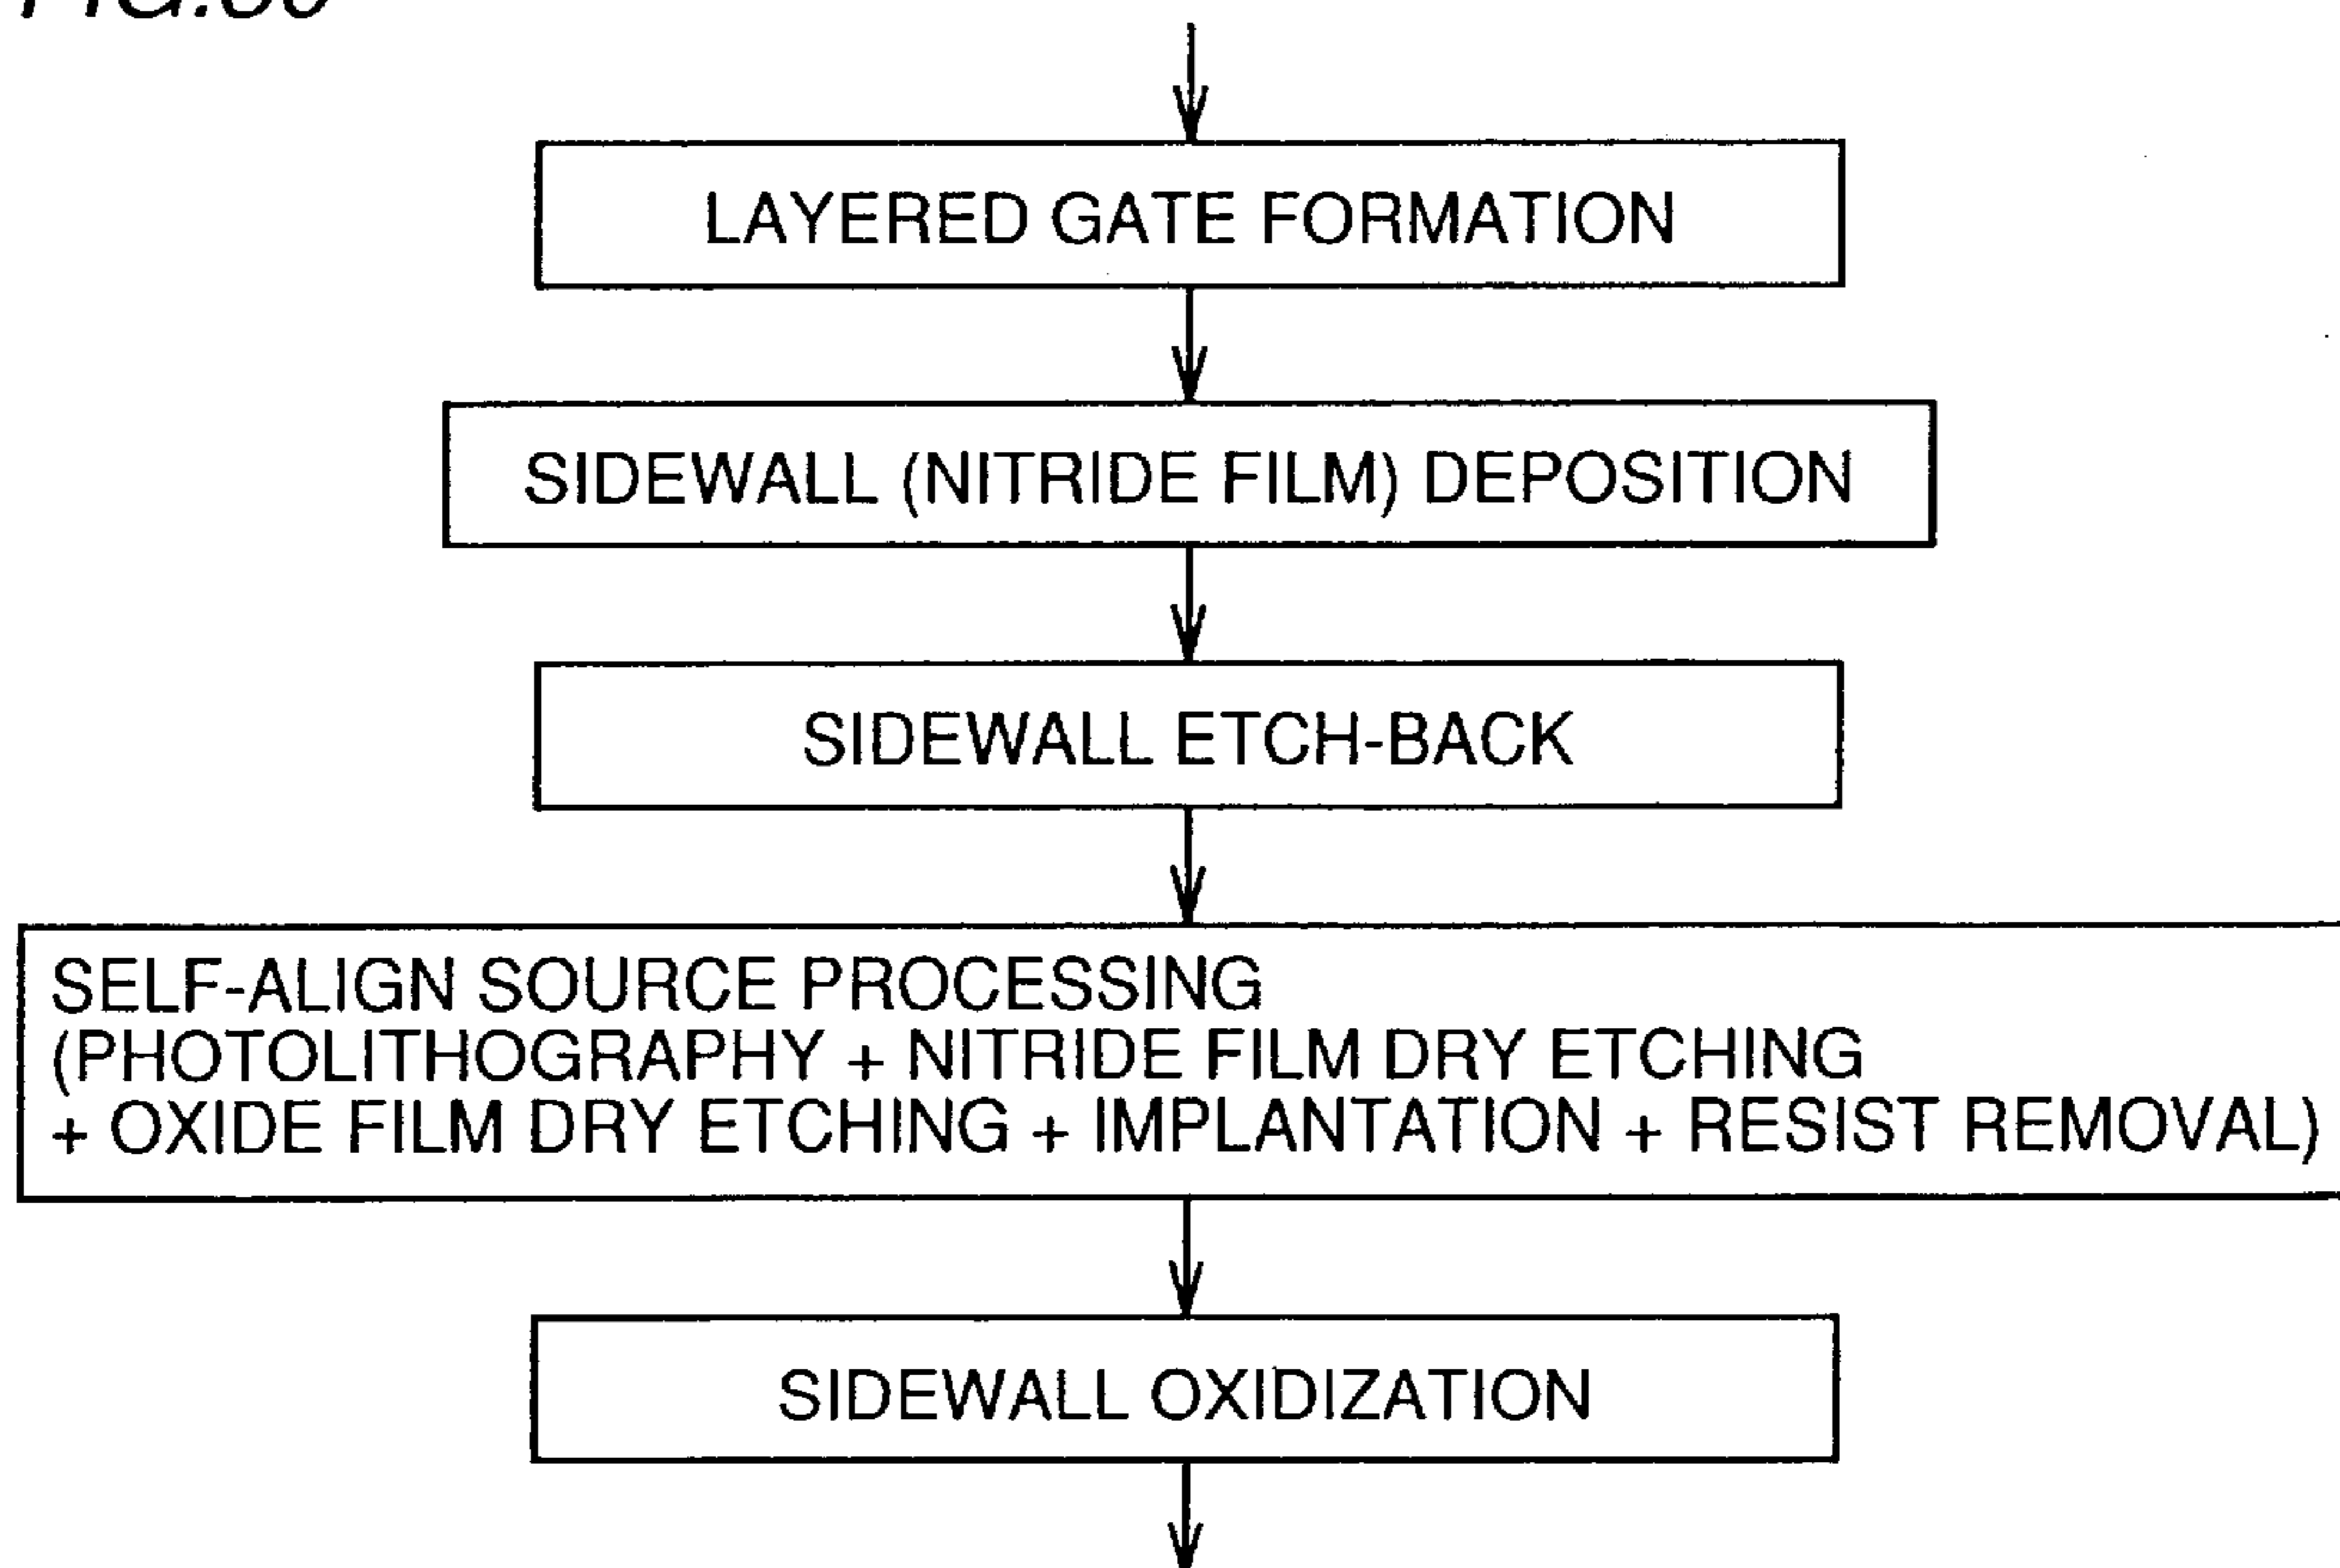 LAYERED GATE FORMATION
SIDEWALL (NITRIDE FILM) DEPOSITION
SIDEWALL ETCH-BACK
SELF-ALIGN SOURCE PROCESSING
(PHOTOLITHOGRAPHY + NITRIDE FILM DRY ETCHING
+ OXIDE FILM DRY ETCHING + IMPLANTATION + RESIST REMOVAL)
SIDEWALL OXIDIZATION